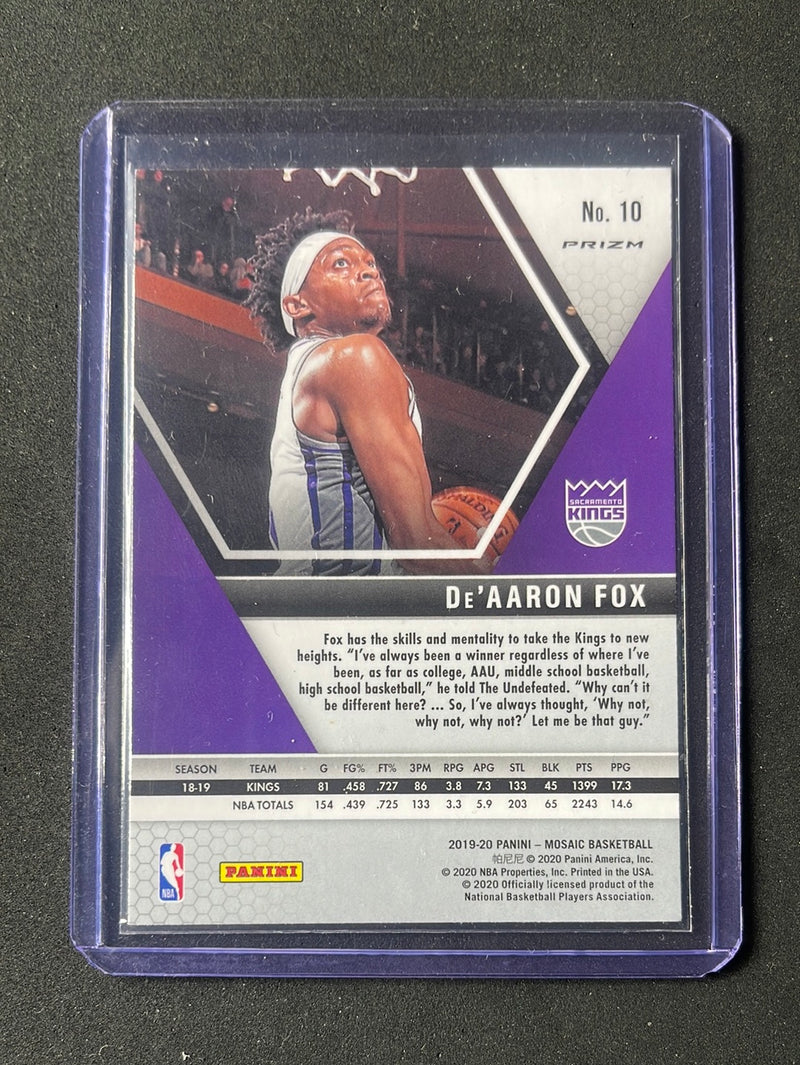 No. 10
PRIZM
SPALDING
SACRAMENTO
KINGS
De'AARON FOX
Fox has the skills and mentality to take the Kings to new
heights. “I've always been a winner regardless of where I've
been, as far as college, AAU, middle school basketball,
high school basketball,” he told The Undefeated. “Why can't it
be different here? ... So, I've always thought, ‘Why not,
why not, why not?’ Let me be that guy.”
SEASON TEAM G FG% FT% 3PM RPG APG STL BLK PTS PPG
18-19 KINGS 81 .458 .727 86 3.8 7.3 133 45 1399 17.3
NBA TOTALS 154 .439 .725 133 3.3 5.9 203 65 2243 14.6
NBA
PANINI
2019-20 PANINI – MOSAIC BASKETBALL
帕尼尼 © 2020 Panini America, Inc.
© 2020 NBA Properties, Inc. Printed in the USA.
© 2020 Officially licensed product of the
National Basketball Players Association.